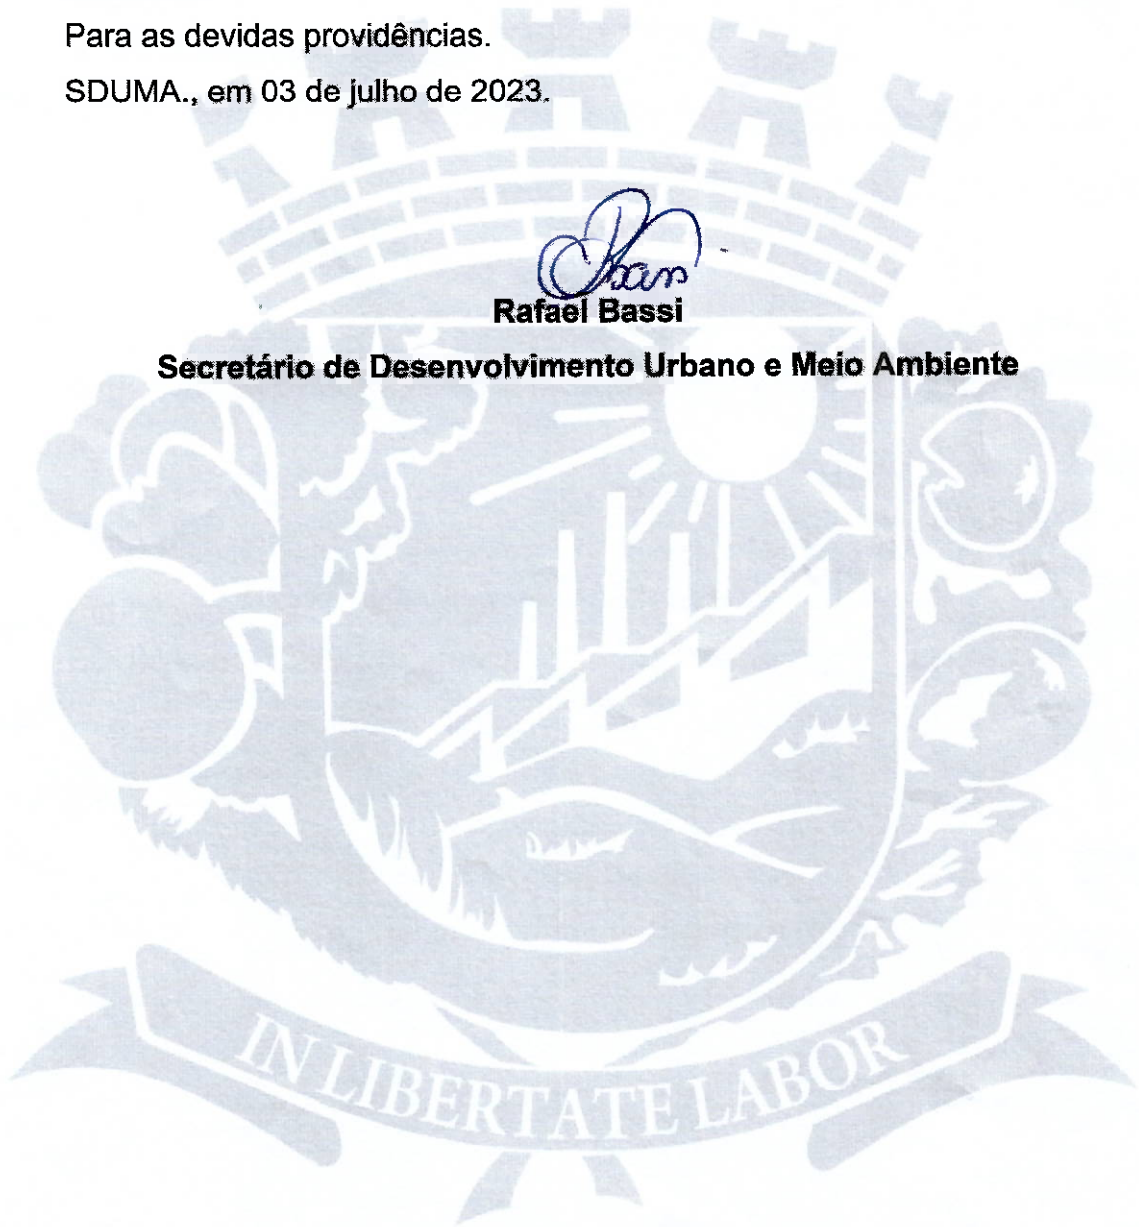 Para as devidas providências.
SDUMA., em 03 de julho de 2023.
Rafael Bassi
Secretário de Desenvolvimento Urbano e Meio Ambiente
IN LIBERTATE LABOR